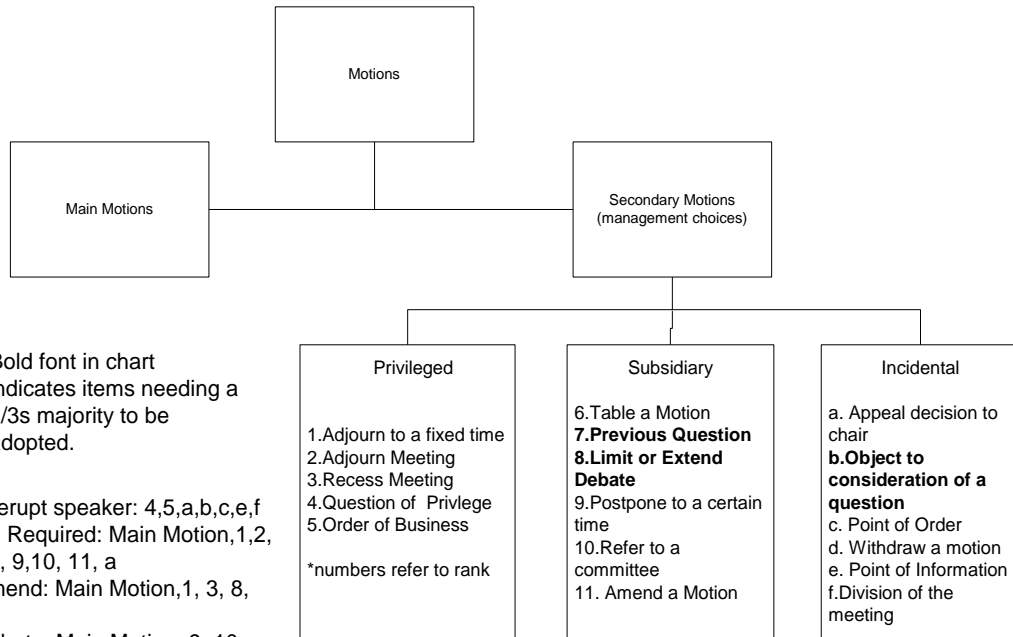 Motions
Main Motions
Secondary Motions
(management choices)
old font in chart
ndicates items needing a
/3s majority to be
dopted.
errupt speaker: 4,5,a,b,c,e,f
Required: Main Motion,1,2,
, 9,10, 11, a
end: Main Motion,1, 3, 8,
Privileged
1.Adjourn to a fixed time
2.Adjourn Meeting
3.Recess Meeting
4.Question of Privlege
5.Order of Business
*numbers refer to rank
Subsidiary
6.Table a Motion
7.Previous Question
8.Limit or Extend
Debate
9.Postpone to a certain
time
10.Refer to a
committee
11. Amend a Motion
Incidental
a. Appeal decision to
chair
b.Object to
consideration of a
question
c. Point of Order
d. Withdraw a motion
e. Point of Information
f.Division of the
meeting